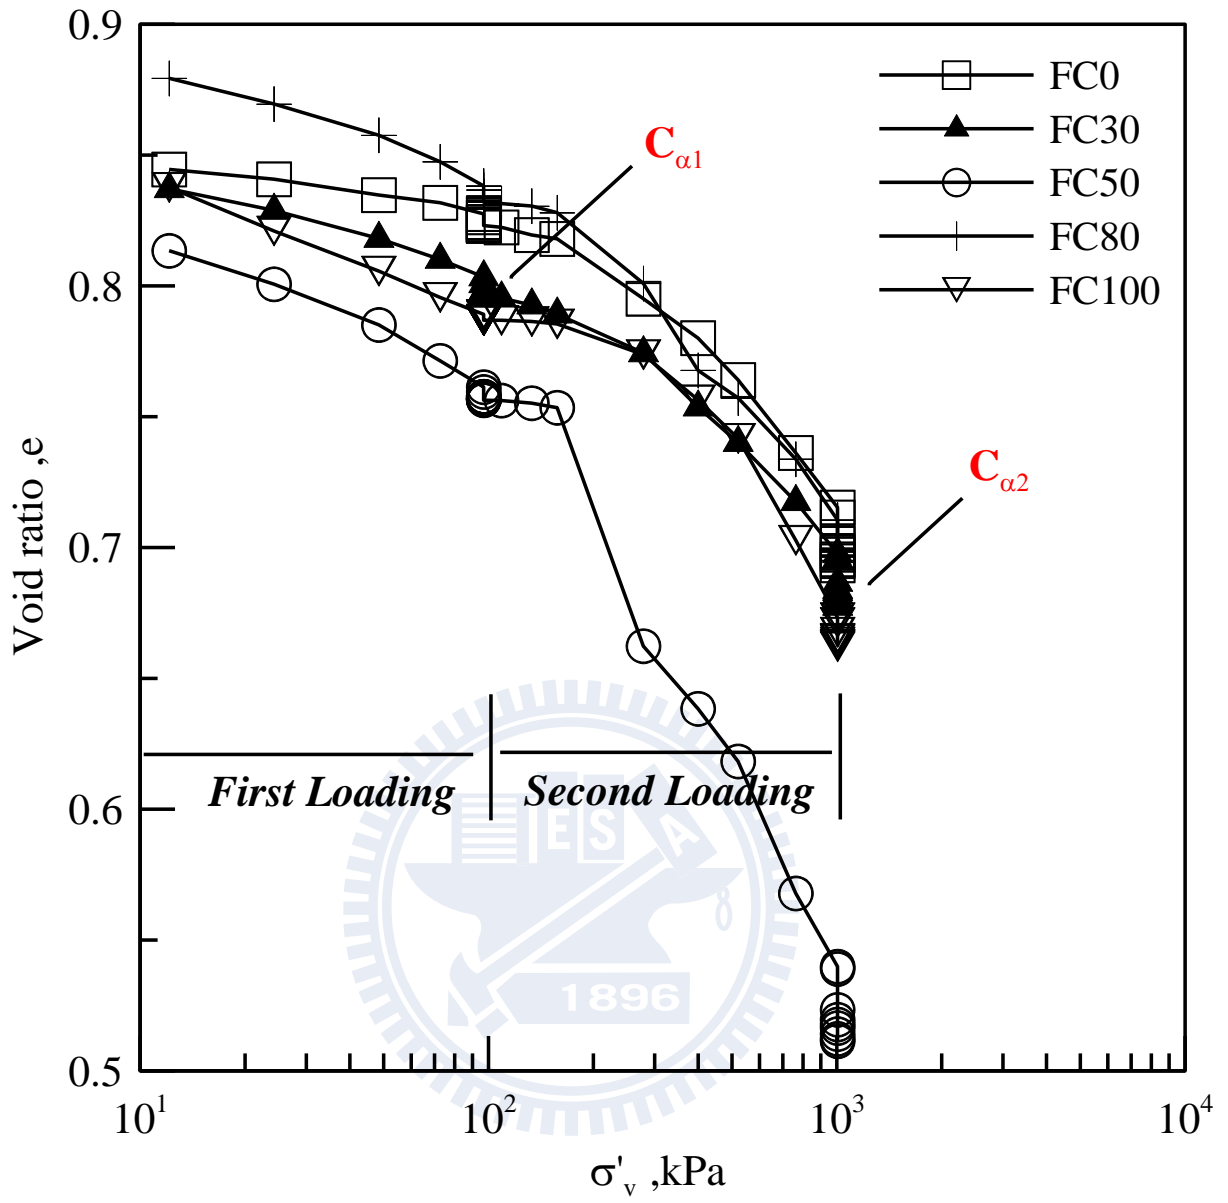 0.9
0.8
0.7
0.6
0.5
Void ratio ,e
FC0
FC30
FC50
FC80
FC100
Cα1
Cα2
First Loading
Second Loading
ES
A
1896
10¹
10²
10³
10⁴
σ'v ,kPa